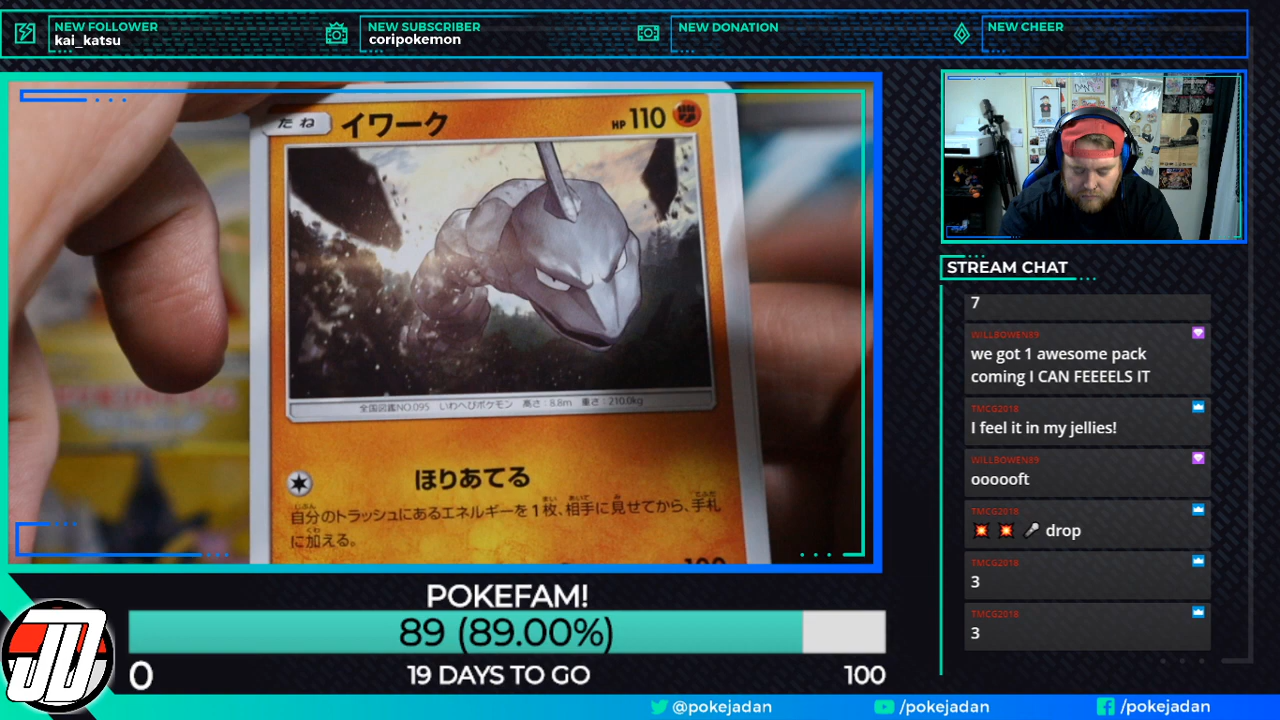 NEW FOLLOWER
kai_katsu
NEW SUBSCRIBER
coripokemon
NEW DONATION
NEW CHEER
たね イワーク HP 110
全国図鑑NO.095 いわへびポケモン 高さ:8.8m 重さ:210.0kg
ほりあてる
自分のトラッシュにあるエネルギーを1枚、相手に見せてから、手札
に加える。
100
STREAM CHAT
7
WILLBOWEN89
we got 1 awesome pack
coming I CAN FEEEELS IT
TMCG2018
I feel it in my jellies!
WILLBOWEN89
oooooft
TMCG2018
💥 💥 🎤 drop
TMCG2018
3
TMCG2018
3
POKEFAM!
89 (89.00%)
0 19 DAYS TO GO 100
@pokejadan /pokejadan /pokejadan